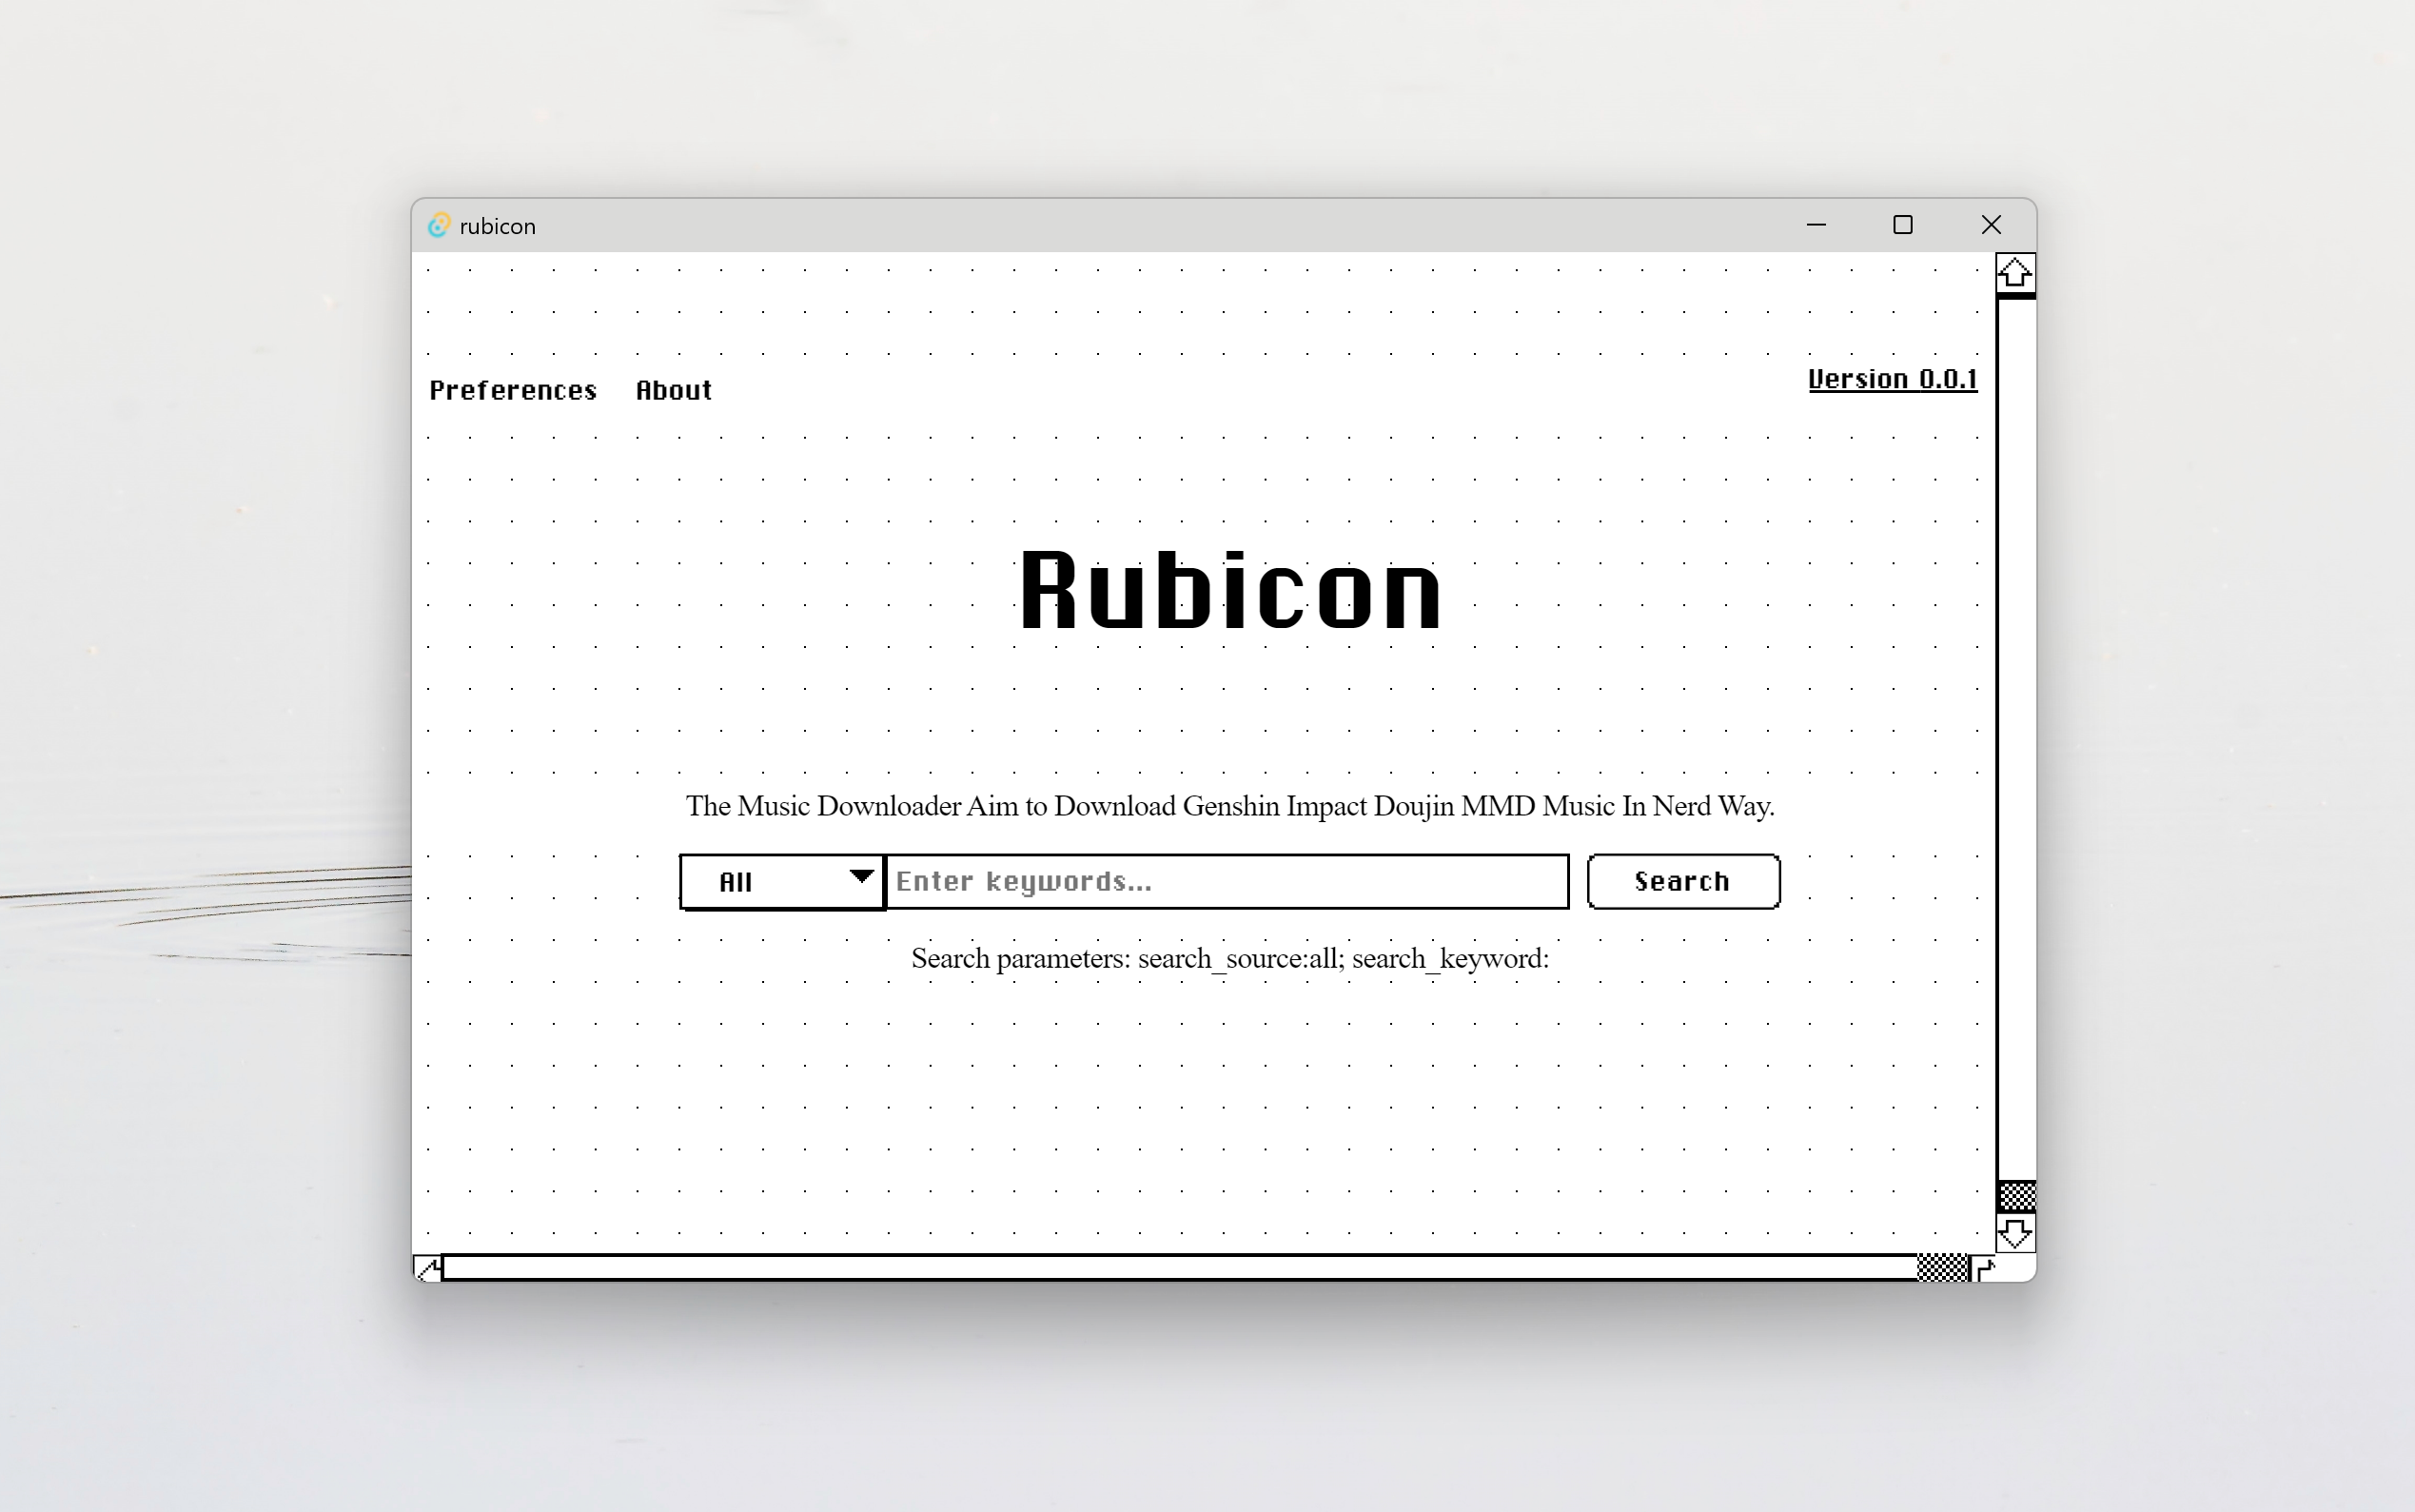 rubicon
Preferences About
Version 0.0.1
Rubicon
The Music Downloader Aim to Download Genshin Impact Doujin MMD Music In Nerd Way.
All
Enter keywords...
Search
Search parameters: search_source:all; search_keyword: